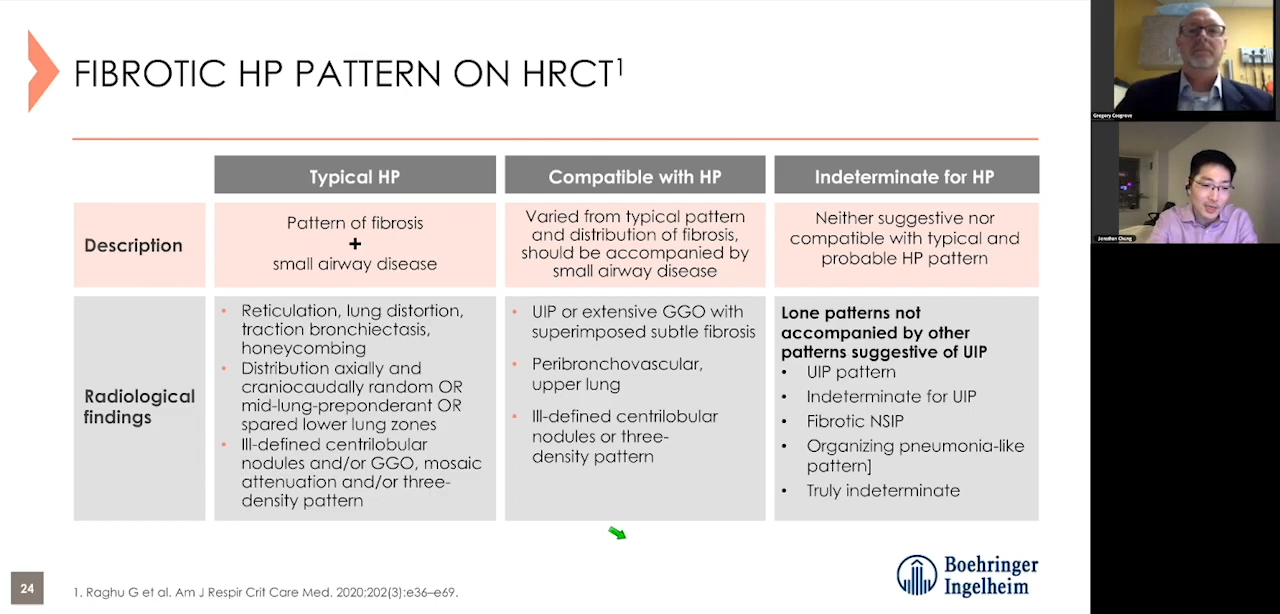 FIBROTIC HP PATTERN ON HRCT1
Typical HP
Compatible with HP
Indeterminate for HP
Description
Pattern of fibrosis
+
small airway disease
Varied from typical pattern
and distribution of fibrosis,
should be accompanied by
small airway disease
Neither suggestive nor
compatible with typical and
probable HP pattern
Radiological
findings
• Reticulation, lung distortion,
traction bronchiectasis,
honeycombing
• Distribution axially and
craniocaudally random OR
mid-lung-preponderant OR
spared lower lung zones
• Ill-defined centrilobular
nodules and/or GGO, mosaic
attenuation and/or three-
density pattern
• UIP or extensive GGO with
superimposed subtle fibrosis
• Peribronchovascular,
upper lung
• Ill-defined centrilobular
nodules or three-
density pattern
Lone patterns not
accompanied by other
patterns suggestive of UIP
• UIP pattern
• Indeterminate for UIP
• Fibrotic NSIP
• Organizing pneumonia-like
pattern]
• Truly indeterminate
24
1. Raghu G et al. Am J Respir Crit Care Med. 2020;202(3):e36–e69.
Boehringer
Ingelheim
Gregory Cosgrove
Jonathan Chung